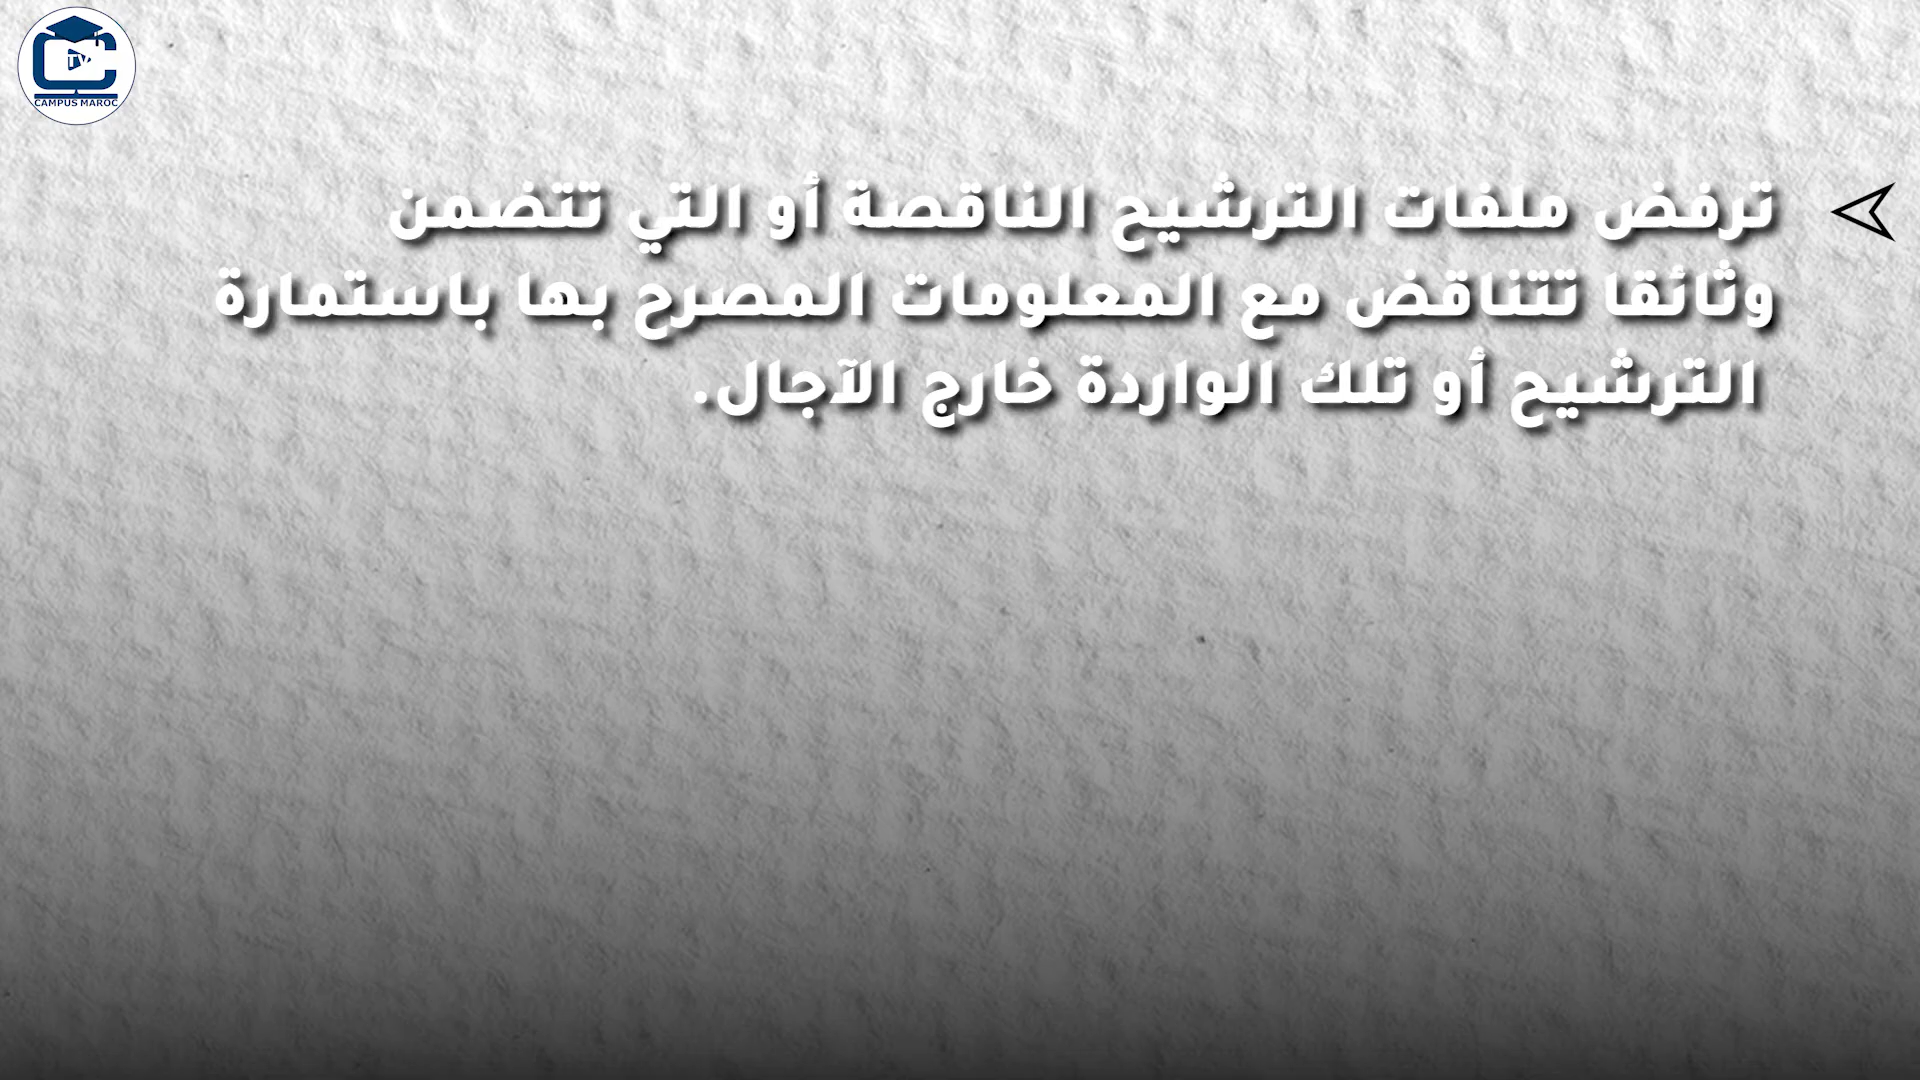 TV
CAMPUS MAROC
ترفض ملفات الترشيح الناقصة أو التي تتضمن
وثائقا تتناقض مع المعلومات المصرح بها باستمارة
الترشيح أو تلك الواردة خارج الآجال.